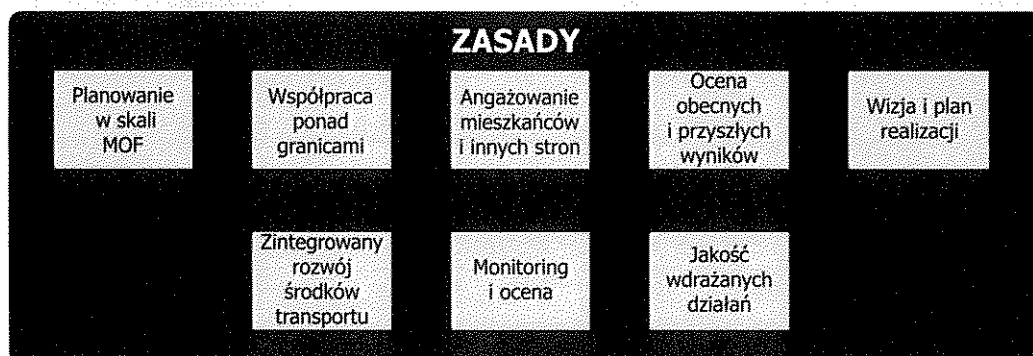 ZASADY
Planowanie
w skali
MOF
Współpraca
ponad
granicami
Angażowanie
mieszkańców
i innych stron
Ocena
obecnych
i przyszłych
wyników
Wizja i plan
realizacji
Zintegrowany
rozwój
środków
transportu
Monitoring
i ocena
Jakość
wdrażanych
działań